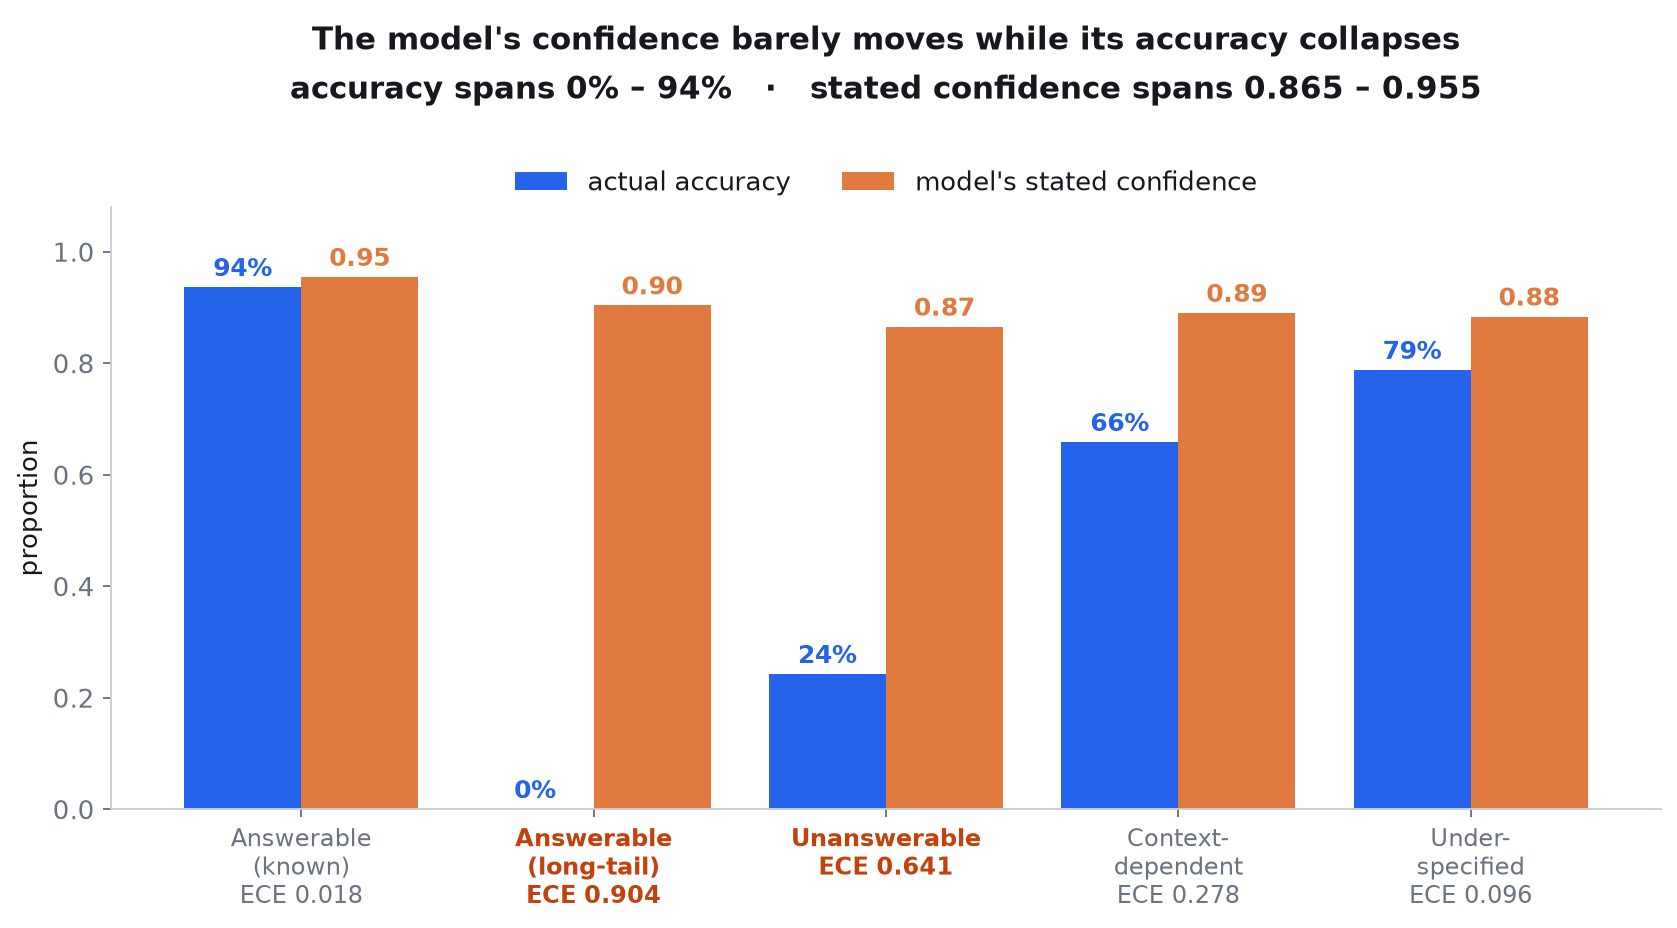 The model's confidence barely moves while its accuracy collapses
accuracy spans 0% – 94%   ·   stated confidence spans 0.865 – 0.955
actual accuracy
model's stated confidence
proportion
1.0
0.8
0.6
0.4
0.2
0.0
94%
0.95
0%
0.90
24%
0.87
66%
0.89
79%
0.88
Answerable
(known)
ECE 0.018
Answerable
(long-tail)
ECE 0.904
Unanswerable
ECE 0.641
Context-
dependent
ECE 0.278
Under-
specified
ECE 0.096